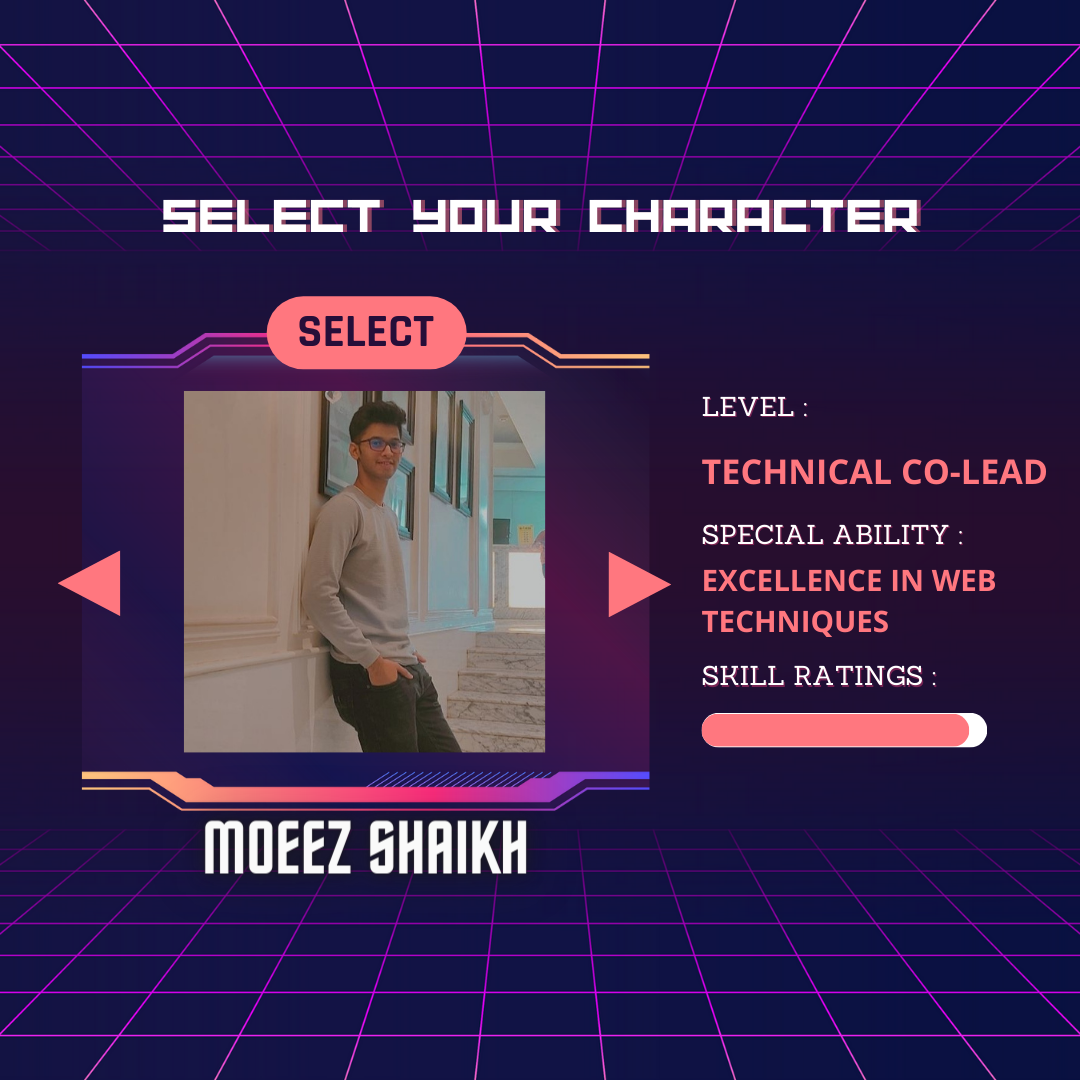 SELECT YOUR CHARACTER
SELECT
LEVEL :
TECHNICAL CO-LEAD
SPECIAL ABILITY :
EXCELLENCE IN WEB
TECHNIQUES
SKILL RATINGS :
MOEEZ SHAIKH